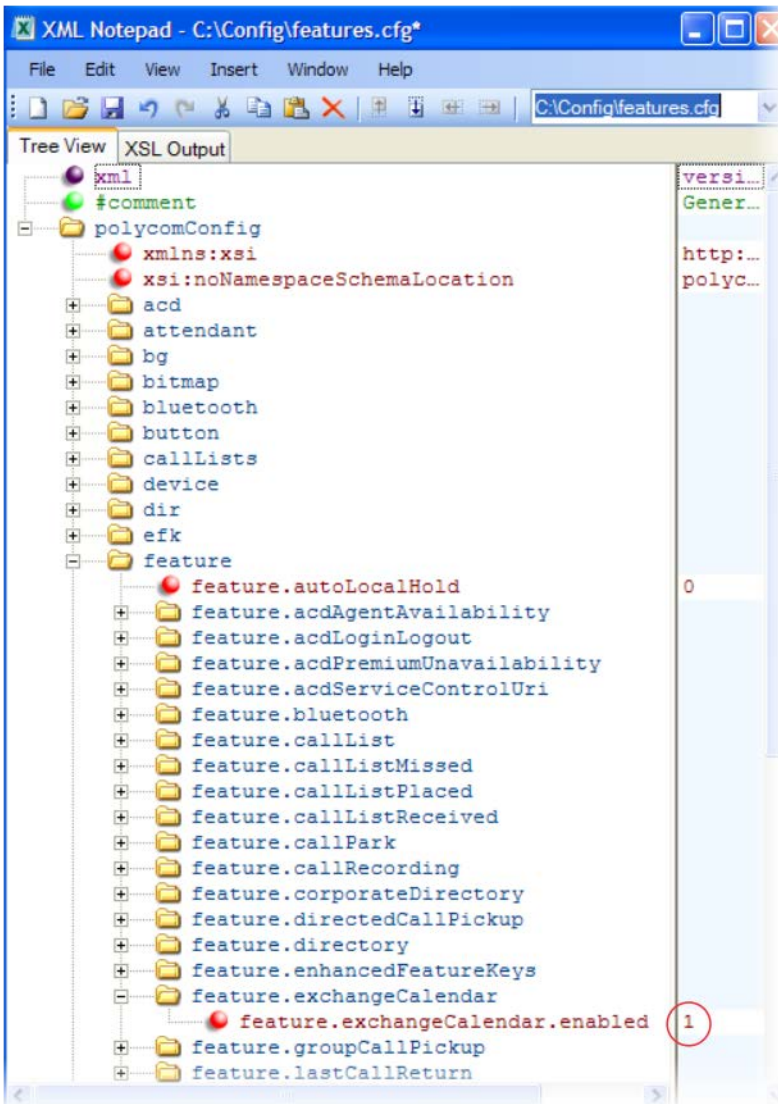 XML Notepad - C:\Config\features.cfg*
File Edit View Insert Window Help
C:\Config\features.cfg
Tree View XSL Output
xml versi...
#comment Gener...
polycomConfig
xmlns:xsi http:...
xsi:noNamespaceSchemaLocation polyc...
acd
attendant
bg
bitmap
bluetooth
button
callLists
device
dir
efk
feature
feature.autoLocalHold 0
feature.acdAgentAvailability
feature.acdLoginLogout
feature.acdPremiumUnavailability
feature.acdServiceControlUri
feature.bluetooth
feature.callList
feature.callListMissed
feature.callListPlaced
feature.callListReceived
feature.callPark
feature.callRecording
feature.corporateDirectory
feature.directedCallPickup
feature.directory
feature.enhancedFeatureKeys
feature.exchangeCalendar
feature.exchangeCalendar.enabled 1
feature.groupCallPickup
feature.lastCallReturn